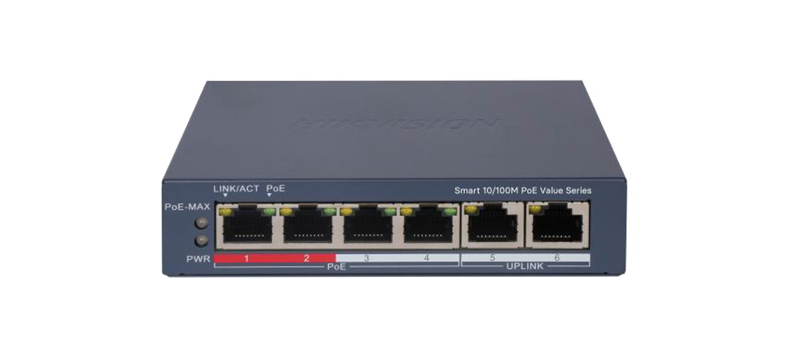 HIKVISION
LINK/ACT PoE
Smart 10/100M PoE Value Series
PoE-MAX
PWR
1 2 3 4 5 6
PoE UPLINK